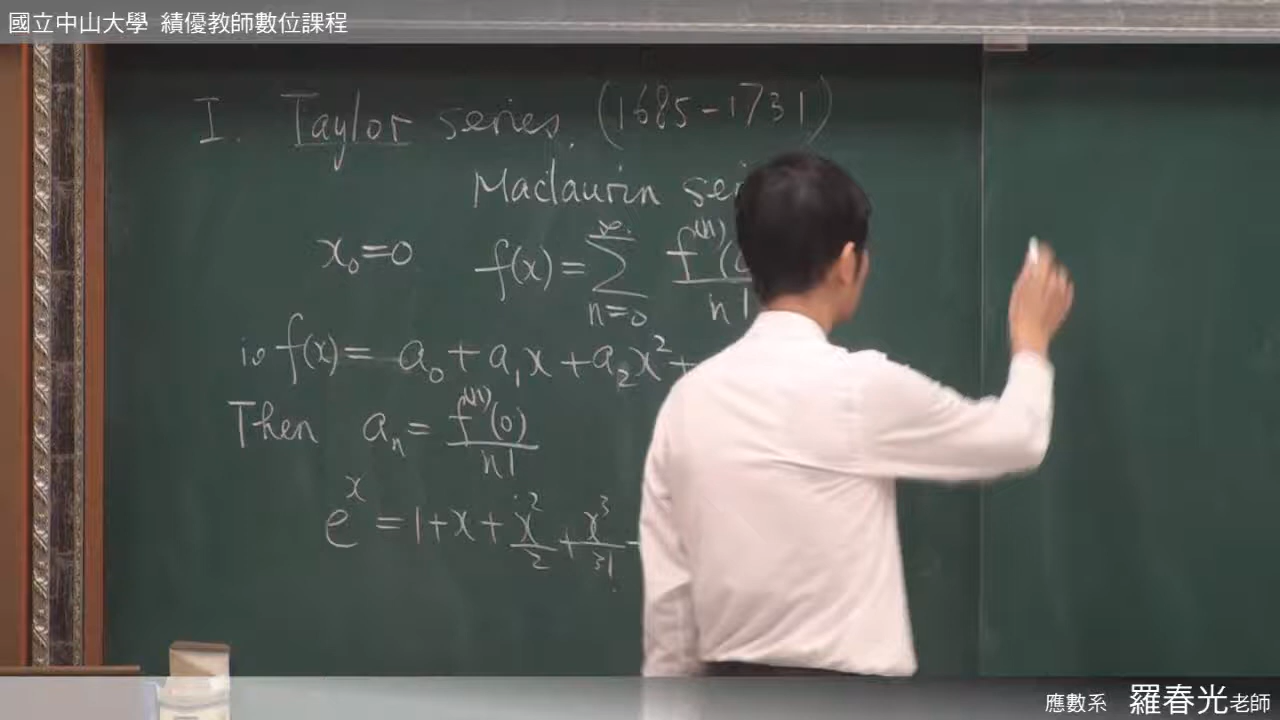 國立中山大學 績優教師數位課程
I. Taylor series. (1685-1731)
Maclaurin
x₀=0 f(x)=∑ₙ₌₀^∞ f⁽ⁿ⁾(0 / n!
f(x)= a₀ + a₁x + a₂x² +
Then aₙ = f⁽ⁿ⁾(0) / n!
eˣ = 1+x+ x²/2 + x³/3!
應數系 羅春光老師